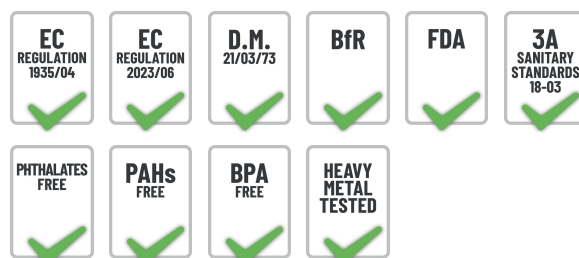 EC
REGULATION
1935/04
EC
REGULATION
2023/06
D.M.
21/03/73
BfR
FDA
3A
SANITARY
STANDARDS
18-03
PHTHALATES
FREE
PAHs
FREE
BPA
FREE
HEAVY
METAL
TESTED